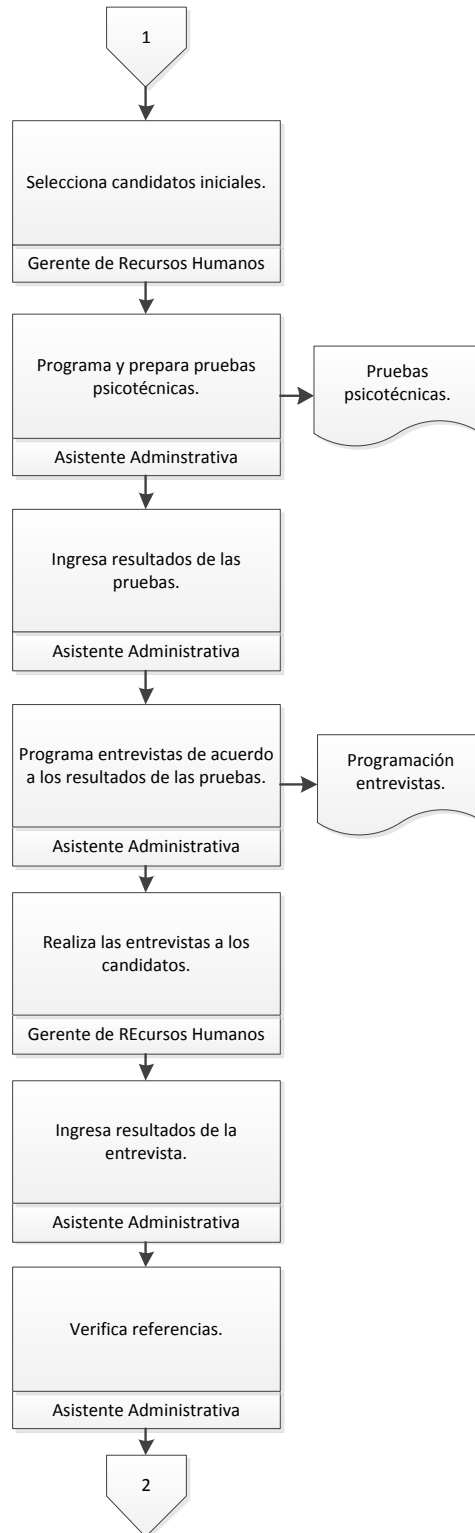 1
Selecciona candidatos iniciales.
Gerente de Recursos Humanos
Programa y prepara pruebas
psicotécnicas.
Asistente Adminstrativa
Pruebas
psicotécnicas.
Ingresa resultados de las
pruebas.
Asistente Administrativa
Programa entrevistas de acuerdo
a los resultados de las pruebas.
Asistente Administrativa
Programación
entrevistas.
Realiza las entrevistas a los
candidatos.
Gerente de REcursos Humanos
Ingresa resultados de la
entrevista.
Asistente Administrativa
Verifica referencias.
Asistente Administrativa
2